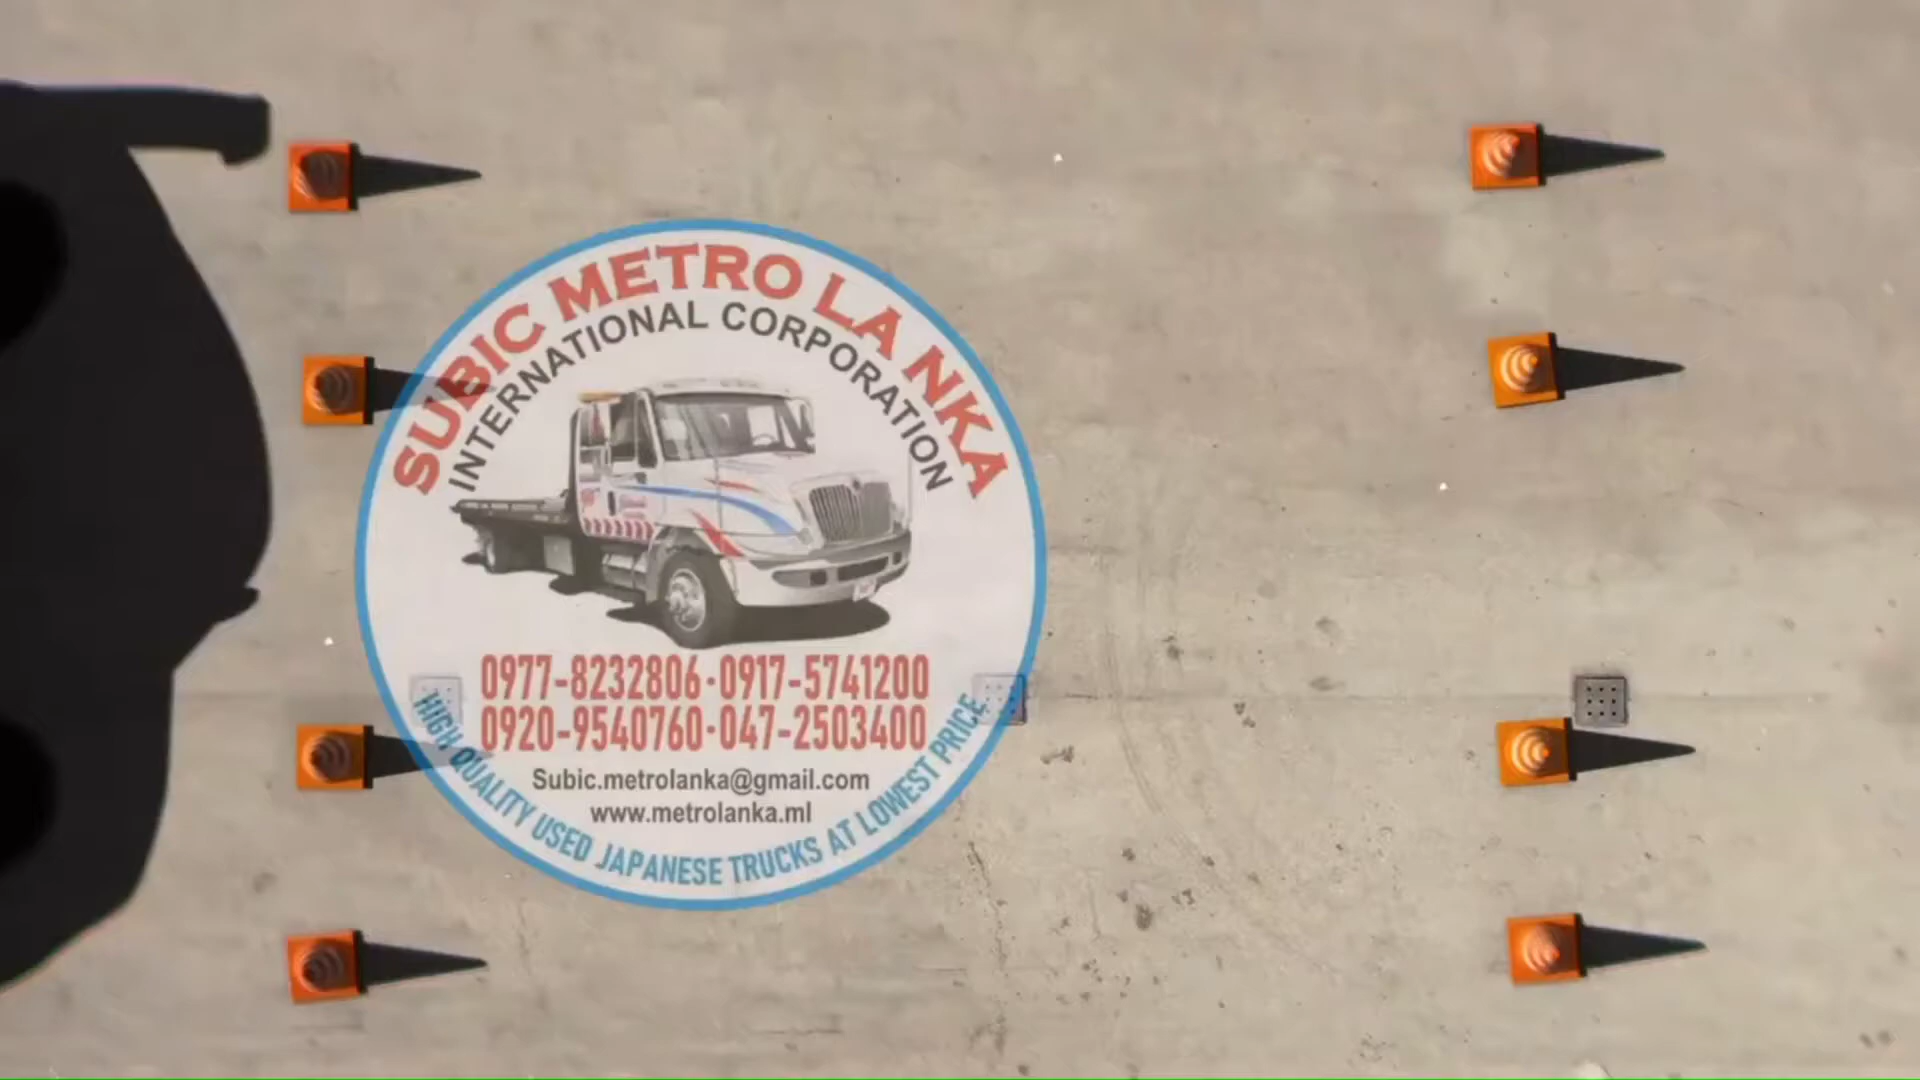 SUBIC METRO LA NKA
INTERNATIONAL CORPORATION
0977-8232806·0917-5741200
0920-9540760·047-2503400
Subic.metrolanka@gmail.com
www.metrolanka.ml
HIGH QUALITY USED JAPANESE TRUCKS AT LOWEST PRICE